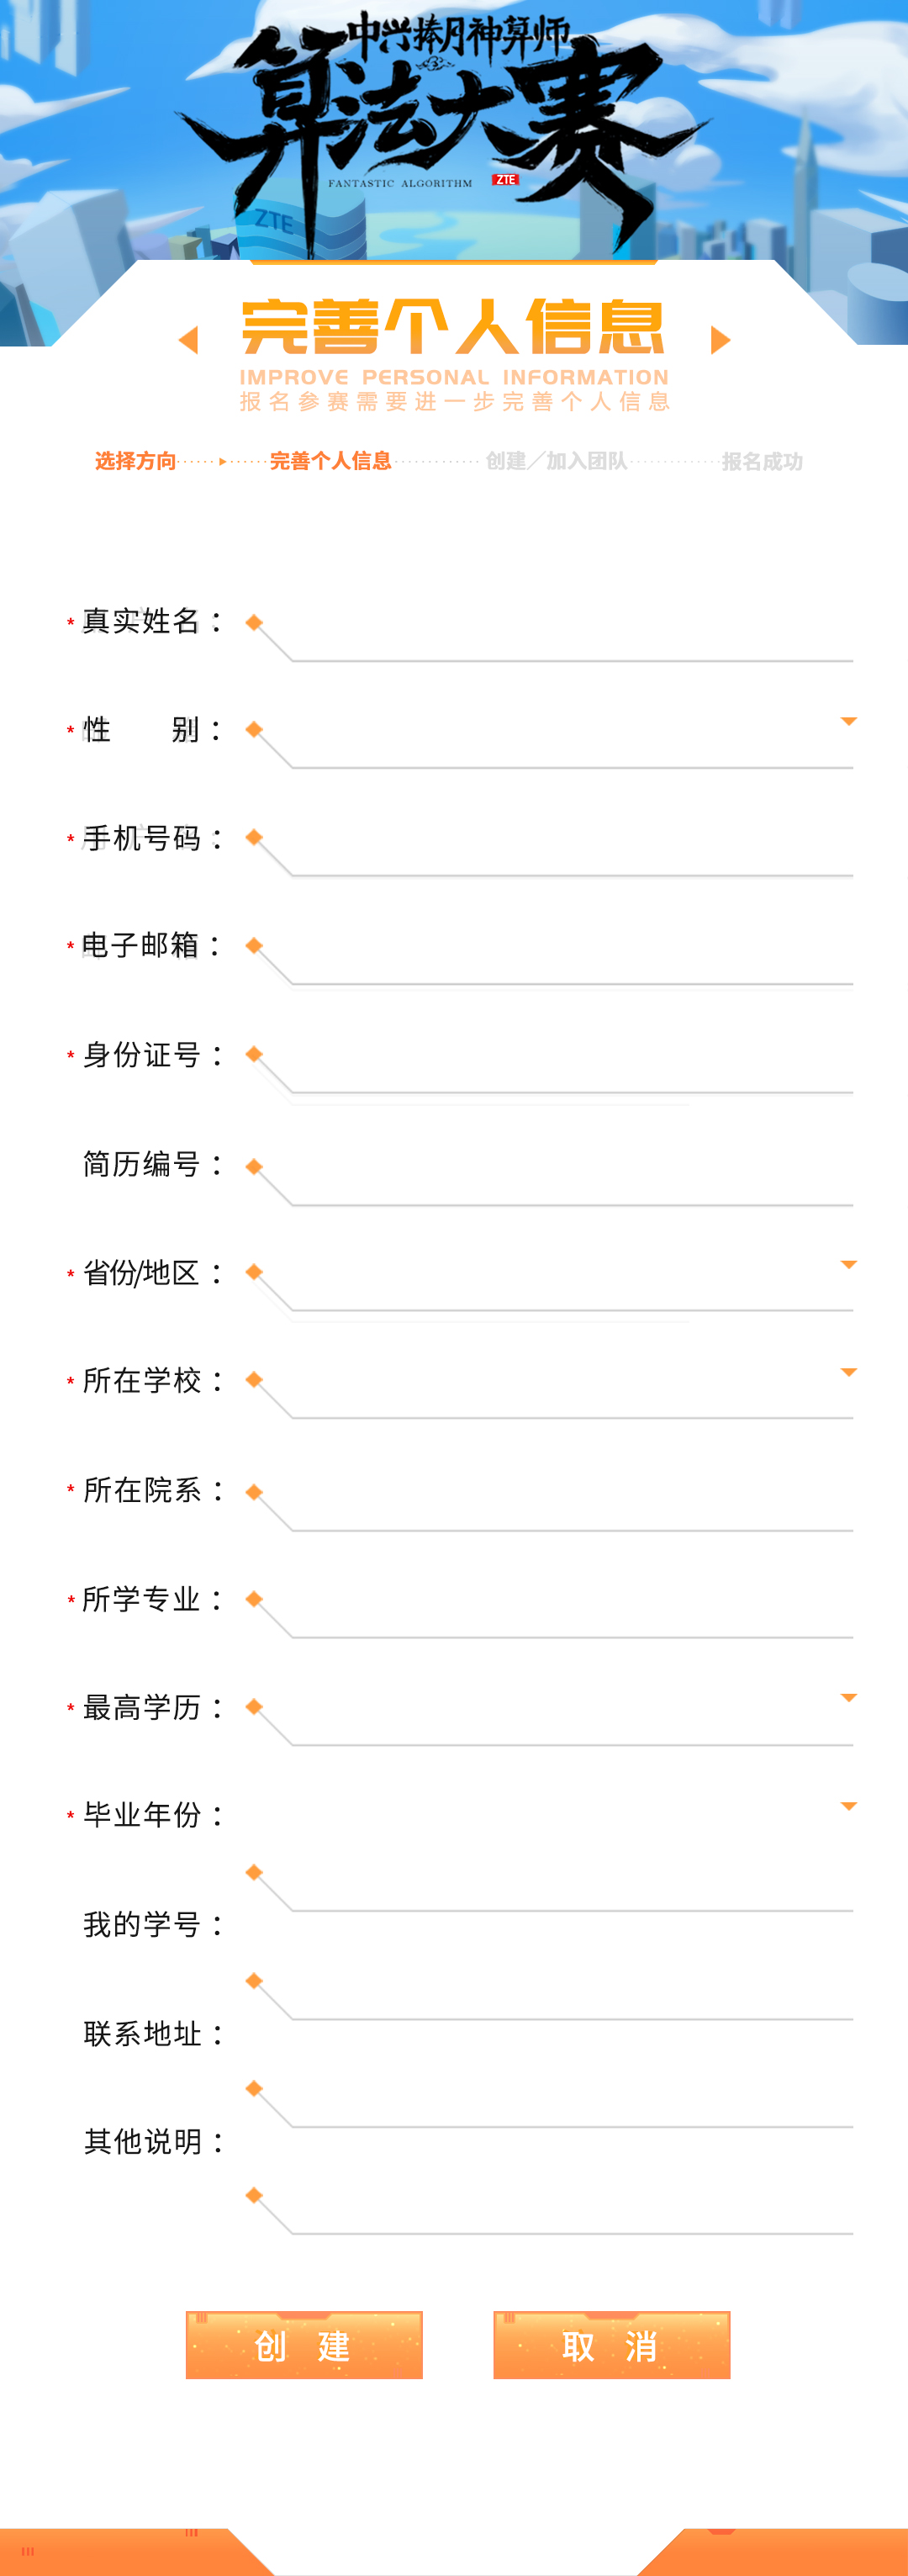 中兴捧月神算师
算法大赛
FANTASTIC ALGORITHM ZTE
ZTE
完善个人信息
IMPROVE PERSONAL INFORMATION
报名参赛需要进一步完善个人信息
选择方向 完善个人信息 创建／加入团队 报名成功
* 真实姓名：
* 性 别：
* 手机号码：
* 电子邮箱：
* 身份证号：
简历编号：
* 省份/地区：
* 所在学校：
* 所在院系：
* 所学专业：
* 最高学历：
* 毕业年份：
我的学号：
联系地址：
其他说明：
创 建 取 消